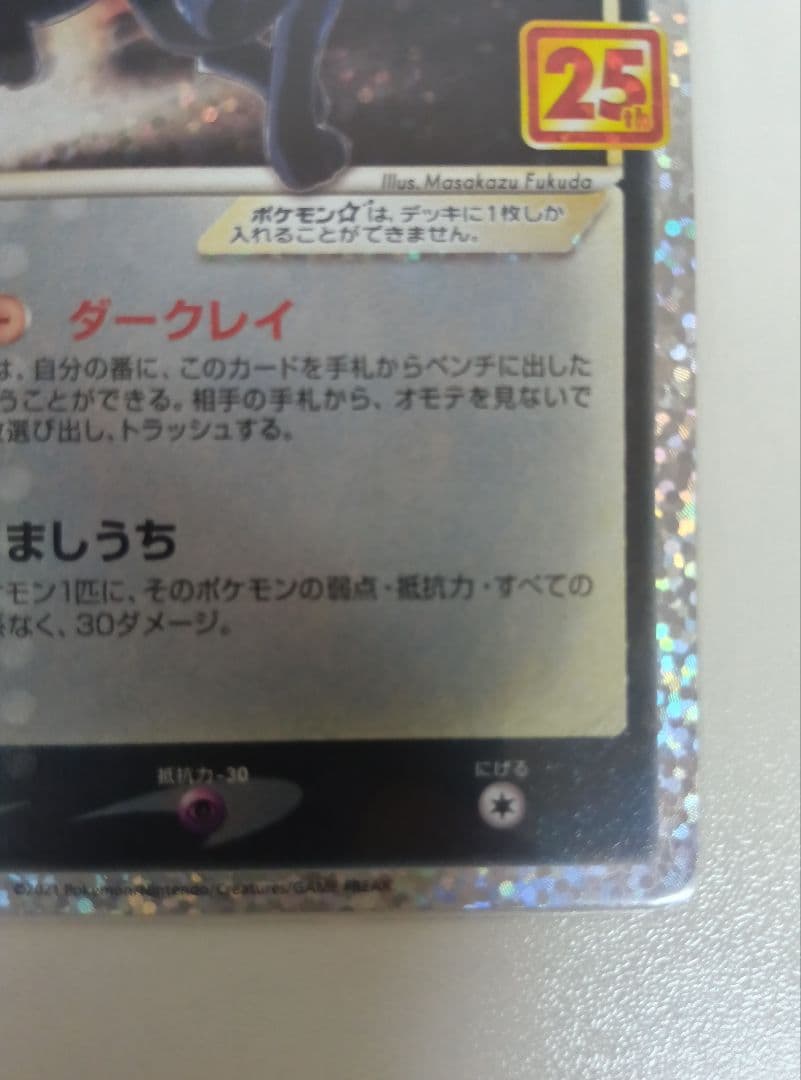 25th
Illus. Masakazu Fukuda
ポケモン☆は、デッキに1枚しか
入れることができません。
ダークレイ
は、自分の番に、このカードを手札からベンチに出した
うことができる。相手の手札から、オモテを見ないで
選び出し、トラッシュする。
ましうち
モン1匹に、そのポケモンの弱点・抵抗力・すべての
なく、30ダメージ。
抵抗力 -30
にげる
©2021 Pokémon/Nintendo/Creatures/GAME FREAK